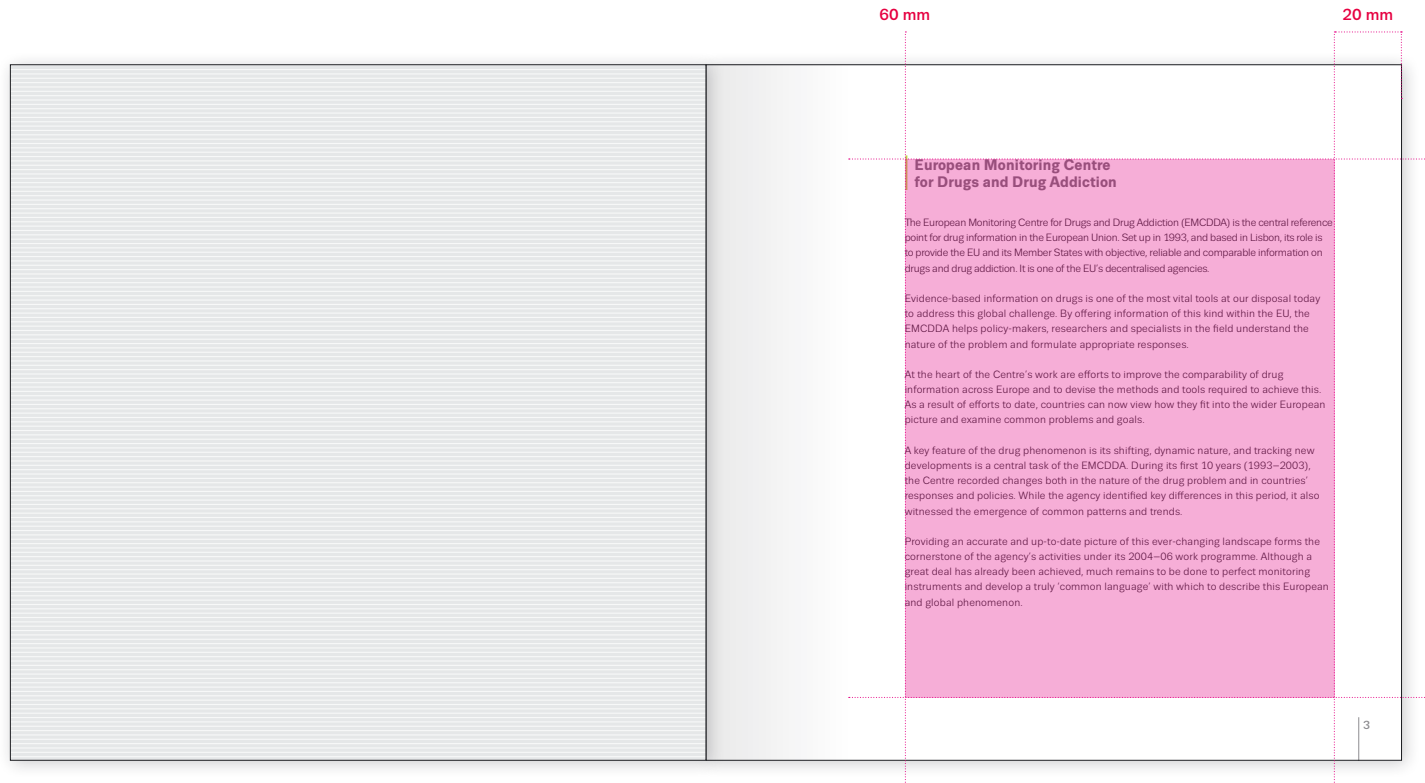 60 mm
20 mm
European Monitoring Centre
for Drugs and Drug Addiction
The European Monitoring Centre for Drugs and Drug Addiction (EMCDDA) is the central reference
point for drug information in the European Union. Set up in 1993, and based in Lisbon, its role is
to provide the EU and its Member States with objective, reliable and comparable information on
drugs and drug addiction. It is one of the EU's decentralised agencies.
Evidence-based information on drugs is one of the most vital tools at our disposal today
to address this global challenge. By offering information of this kind within the EU, the
EMCDDA helps policy-makers, researchers and specialists in the field understand the
nature of the problem and formulate appropriate responses.
At the heart of the Centre's work are efforts to improve the comparability of drug
information across Europe and to devise the methods and tools required to achieve this.
As a result of efforts to date, countries can now view how they fit into the wider European
picture and examine common problems and goals.
A key feature of the drug phenomenon is its shifting, dynamic nature, and tracking new
developments is a central task of the EMCDDA. During its first 10 years (1993–2003),
the Centre recorded changes both in the nature of the drug problem and in countries'
responses and policies. While the agency identified key differences in this period, it also
witnessed the emergence of common patterns and trends.
Providing an accurate and up-to-date picture of this ever-changing landscape forms the
cornerstone of the agency's activities under its 2004–06 work programme. Although a
great deal has already been achieved, much remains to be done to perfect monitoring
instruments and develop a truly 'common language' with which to describe this European
and global phenomenon.
3